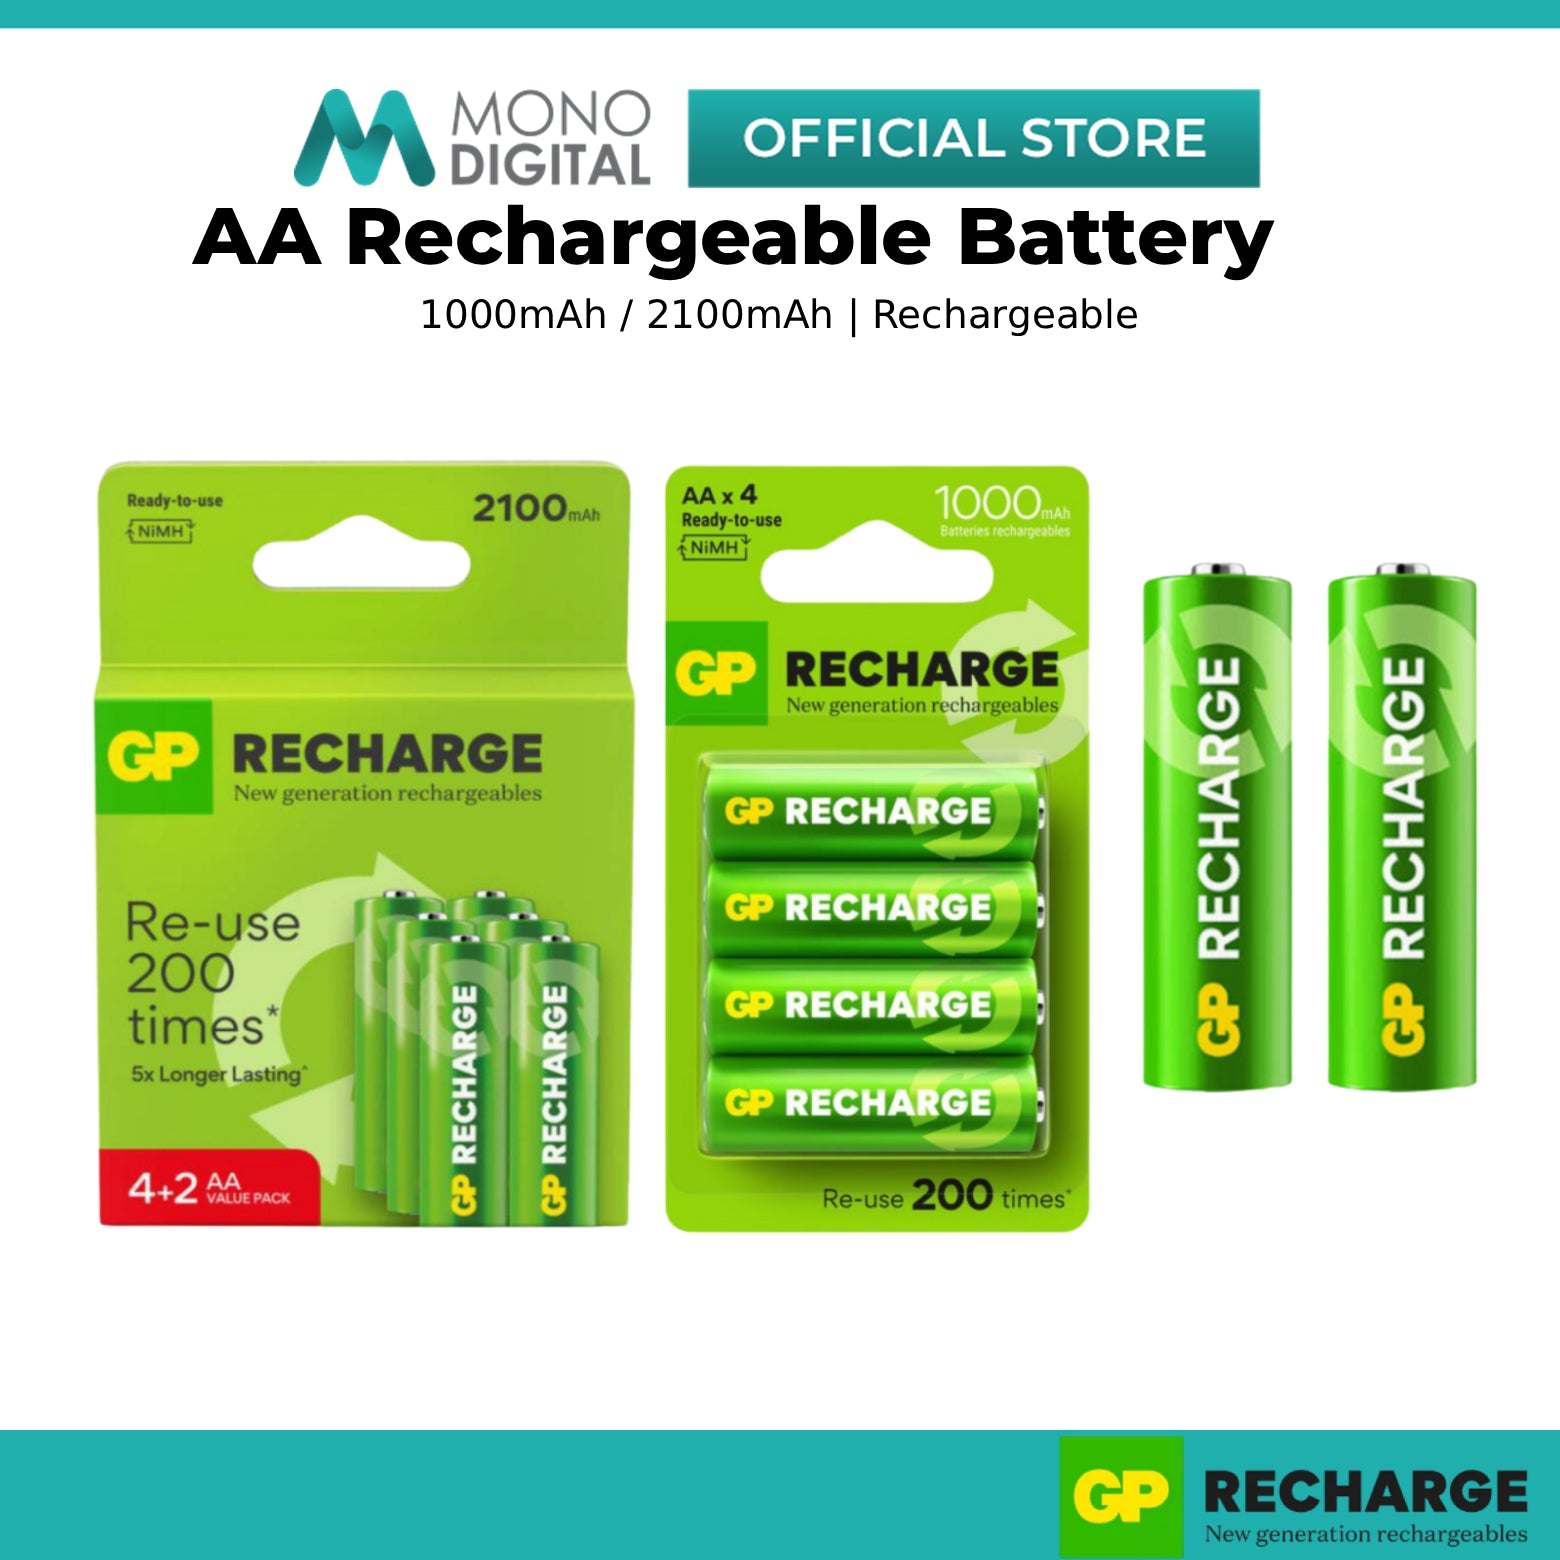 MONO
DIGITAL
OFFICIAL STORE
AA Rechargeable Battery
1000mAh / 2100mAh | Rechargeable
Ready-to-use
NiMH
2100mAh
GP
RECHARGE
New generation rechargeables
Re-use
200
times*
5x Longer Lasting^
4+2 AA
VALUE PACK
GP RECHARGE
GP RECHARGE
AA x 4
Ready-to-use
NiMH
1000mAh
Batteries rechargeables
GP
RECHARGE
New generation rechargeables
GP RECHARGE
GP RECHARGE
GP RECHARGE
GP RECHARGE
Re-use 200 times*
GP RECHARGE
GP RECHARGE
GP
RECHARGE
New generation rechargeables